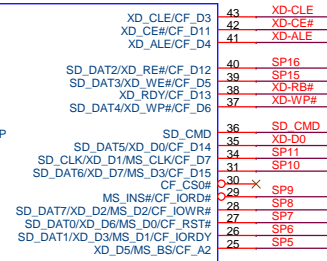 XD_CLE/CF_D3 43 XD-CLE
XD_CE#/CF_D11 42 XD-CE#
XD_ALE/CF_D4 41 XD-ALE
SD_DAT2/XD_RE#/CF_D12 40 SP16
SD_DAT3/XD_WE#/CF_D5 39 SP15
XD_RDY/CF_D13 38 XD-RB#
SD_DAT4/XD_WP#/CF_D6 37 XD-WP#
P SD_CMD 36 SD_CMD
SD_DAT5/XD_D0/CF_D14 35 XD-D0
SD_CLK/XD_D1/MS_CLK/CF_D7 34 SP11
SD_DAT6/XD_D7/MS_D3/CF_D15 31 SP10
CF_CS0# 30
MS_INS#/CF_IORD# 29 SP9
SD_DAT7/XD_D2/MS_D2/CF_IOWR# 28 SP8
SD_DAT0/XD_D6/MS_D0/CF_RST# 27 SP7
SD_DAT1/XD_D3/MS_D1/CF_IORDY 26 SP6
XD_D5/MS_BS/CF_A2 25 SP5